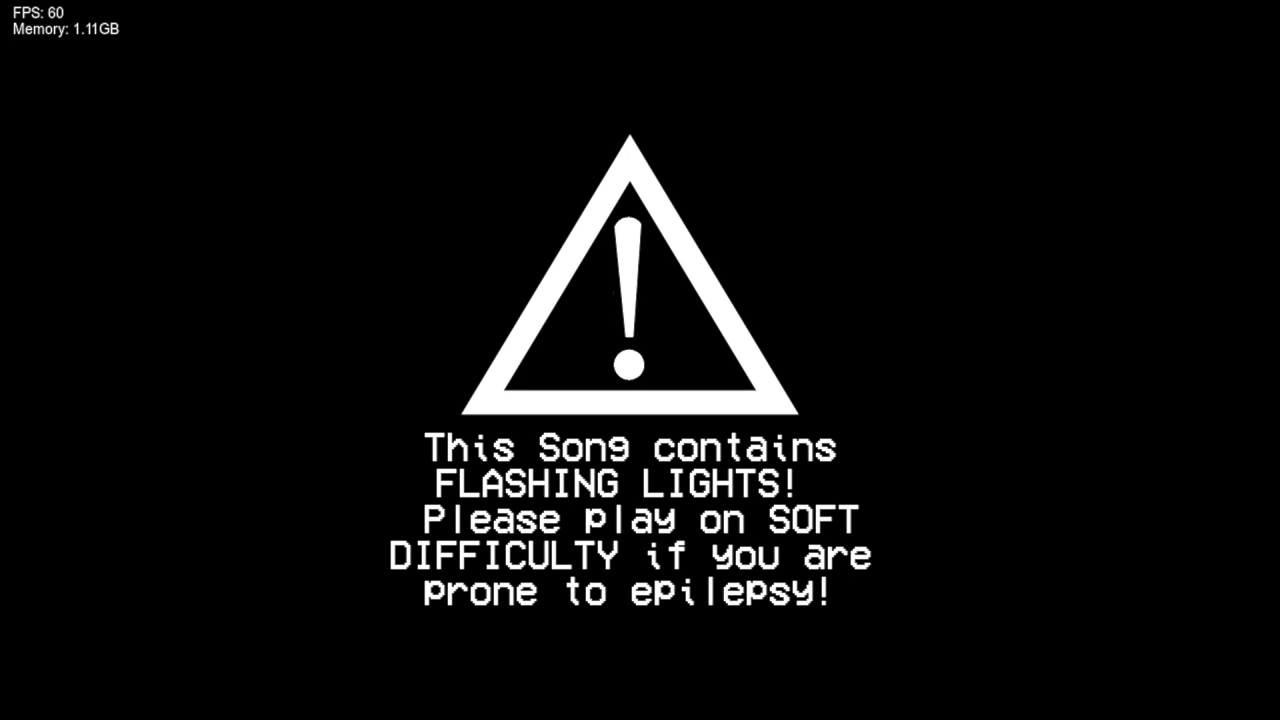 FPS: 60
Memory: 1.11GB
This Song contains
FLASHING LIGHTS!
Please play on SOFT
DIFFICULTY if you are
prone to epilepsy!